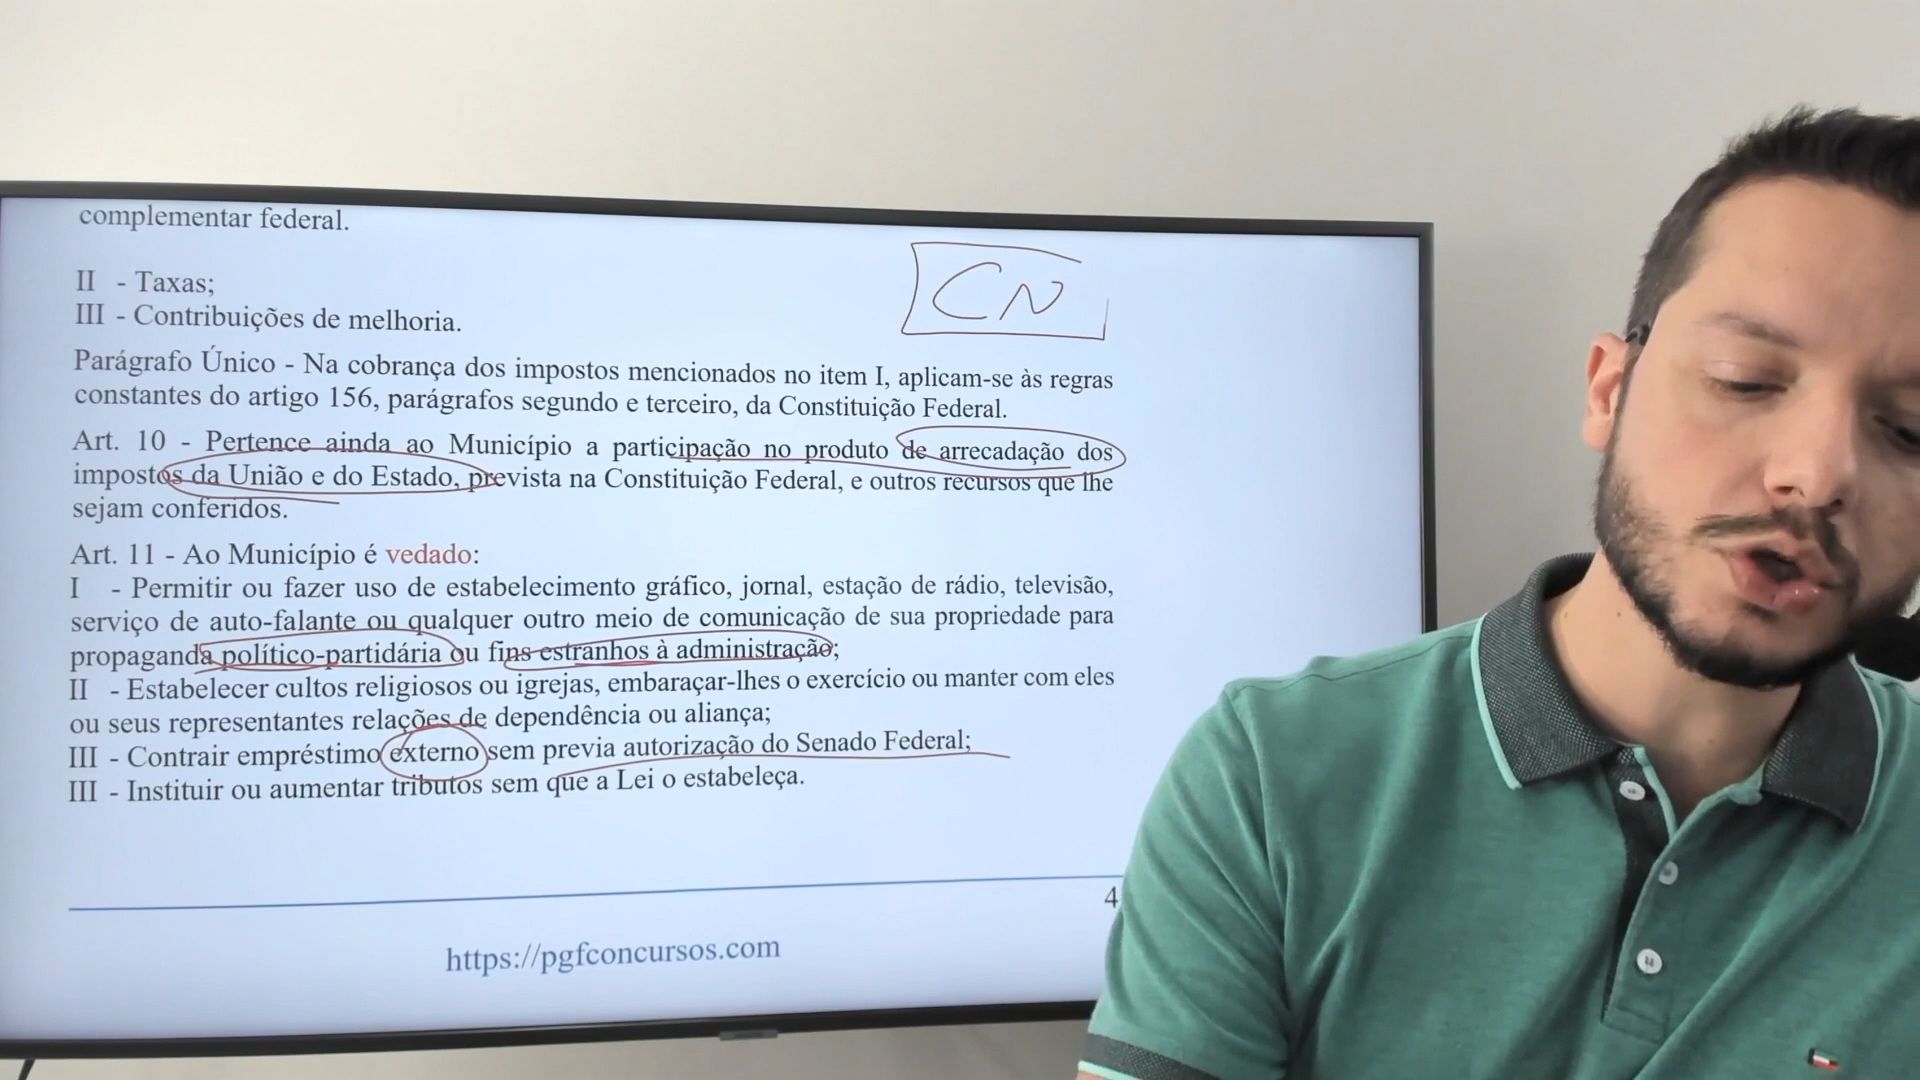 complementar federal.
CN
II - Taxas;
III - Contribuições de melhoria.
Parágrafo Único - Na cobrança dos impostos mencionados no item I, aplicam-se às regras
constantes do artigo 156, parágrafos segundo e terceiro, da Constituição Federal.
Art. 10 - Pertence ainda ao Município a participação no produto de arrecadação dos
impostos da União e do Estado, prevista na Constituição Federal, e outros recursos que lhe
sejam conferidos.
Art. 11 - Ao Município é vedado:
I - Permitir ou fazer uso de estabelecimento gráfico, jornal, estação de rádio, televisão,
serviço de auto-falante ou qualquer outro meio de comunicação de sua propriedade para
propaganda político-partidária ou fins estranhos à administração;
II - Estabelecer cultos religiosos ou igrejas, embaraçar-lhes o exercício ou manter com eles
ou seus representantes relações de dependência ou aliança;
III - Contrair empréstimo externo sem previa autorização do Senado Federal;
III - Instituir ou aumentar tributos sem que a Lei o estabeleça.
4
https://pgfconcursos.com